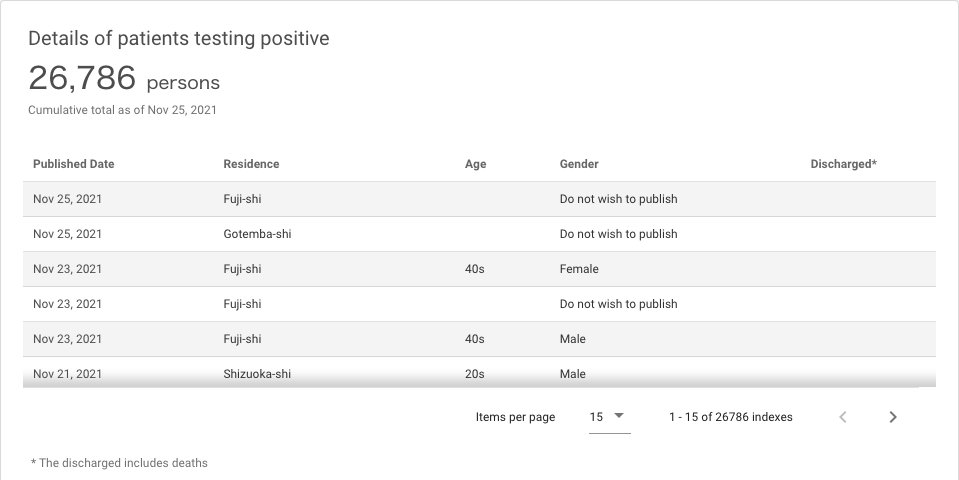 Details of patients testing positive
26,786 persons
Cumulative total as of Nov 25, 2021
Published Date Residence Age Gender Discharged*
Nov 25, 2021 Fuji-shi Do not wish to publish
Nov 25, 2021 Gotemba-shi Do not wish to publish
Nov 23, 2021 Fuji-shi 40s Female
Nov 23, 2021 Fuji-shi Do not wish to publish
Nov 23, 2021 Fuji-shi 40s Male
Nov 21, 2021 Shizuoka-shi 20s Male
Items per page 15 1 - 15 of 26786 indexes
* The discharged includes deaths